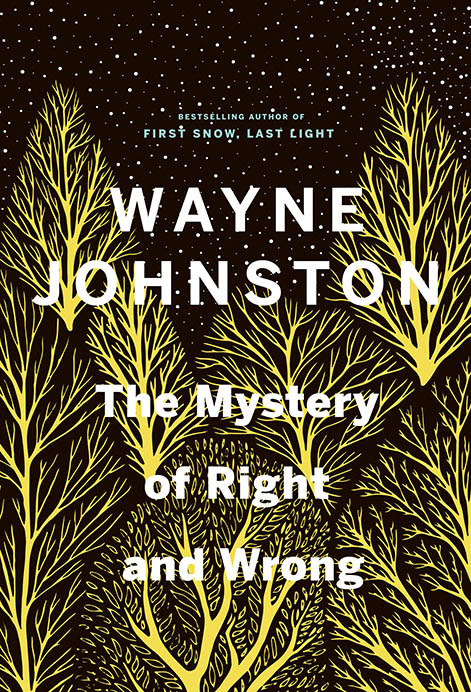 BESTSELLING AUTHOR OF
FIRST SNOW, LAST LIGHT
WAYNE
JOHNSTON
The Mystery
of Right
and Wrong